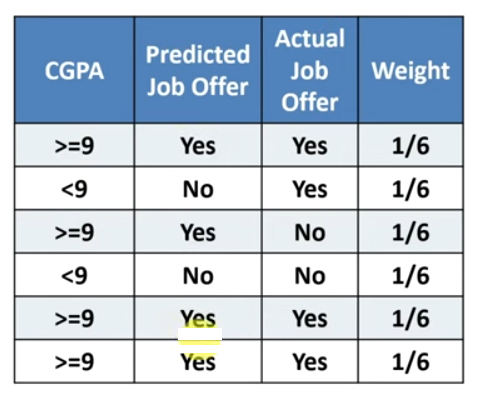 CGPA Predicted Job Offer Actual Job Offer Weight
>=9 Yes Yes 1/6
<9 No Yes 1/6
>=9 Yes No 1/6
<9 No No 1/6
>=9 Yes Yes 1/6
>=9 Yes Yes 1/6